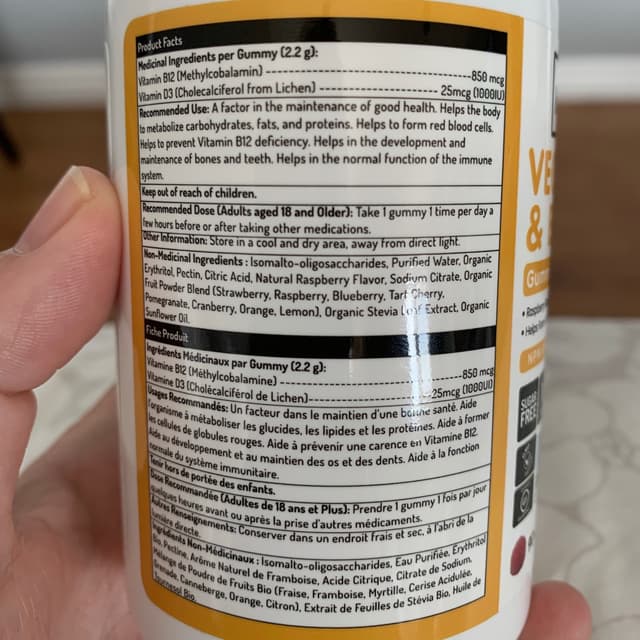 Product Facts
Medicinal Ingredients per Gummy (2.2 g):
Vitamin B12 (Methylcobalamin) ---850 mcg
Vitamin D3 (Cholecalciferol from Lichen) --- 25mcg (1000IU)
Recommended Use: A factor in the maintenance of good health. Helps the body
to metabolize carbohydrates, fats, and proteins. Helps to form red blood cells.
Helps to prevent Vitamin B12 deficiency. Helps in the development and
maintenance of bones and teeth. Helps in the normal function of the immune
system.
Keep out of reach of children.
Recommended Dose (Adults aged 18 and Older): Take 1 gummy 1 time per day a
few hours before or after taking other medications.
Other Information: Store in a cool and dry area, away from direct light.
Non-Medicinal Ingredients : Isomalto-oligosaccharides, Purified Water, Organic
Erythritol, Pectin, Citric Acid, Natural Raspberry Flavor, Sodium Citrate, Organic
Fruit Powder Blend (Strawberry, Raspberry, Blueberry, Tart Cherry,
Pomegranate, Cranberry, Orange, Lemon), Organic Stevia Leaf Extract, Organic
Sunflower Oil.
Fiche Produit
Ingrédients Médicinaux par Gummy (2.2 g):
Vitamine B12 (Méthylcobalamine) ---850 mcg
Vitamine D3 (Cholécalciférol de Lichen)---25mcg (1000UI)
Usages Recommandés: Un facteur dans le maintien d'une bonne santé. Aide
l'organisme à métaboliser les glucides, les lipides et les protéines. Aide à former
les cellules de globules rouges. Aide à prévenir une carence en Vitamine B12.
Aide au développement et au maintien des os et des dents. Aide à la fonction
normale du système immunitaire.
Tenir hors de portée des enfants.
Dose Recommandée (Adultes de 18 ans et Plus): Prendre 1 gummy 1 fois par jour
quelques heures avant ou après la prise d'autres médicaments.
Autres Renseignements: Conserver dans un endroit frais et sec, à l'abri de la
lumière directe.
Ingrédients Non-Médicinaux : Isomalto-oligosaccharides, Eau Purifiée, Erythritol
Bio, Pectine, Arôme Naturel de Framboise, Acide Citrique, Citrate de Sodium,
Mélange de Poudre de Fruits Bio (Fraise, Framboise, Myrtille, Cerise Acidulée,
Grenade, Canneberge, Orange, Citron), Extrait de Feuilles de Stévia Bio, Huile de
Tournesol Bio.
VE
&
Gum
• Raspber
• Helps
NPN
SUGAR
FREE